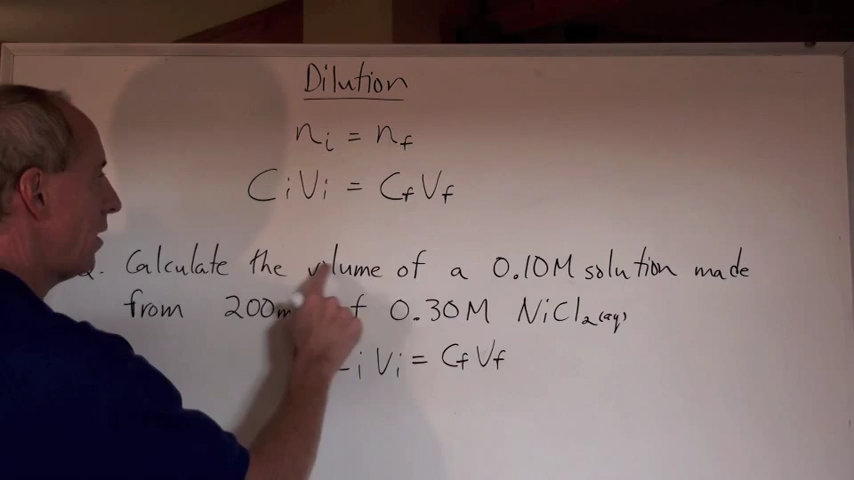 Dilution
nᵢ = n_f
CᵢVᵢ = C_fV_f
Calculate the volume of a 0.10M solution made
from 200m 0.30M NiCl₂(aq)
ᵢVᵢ = C_fV_f